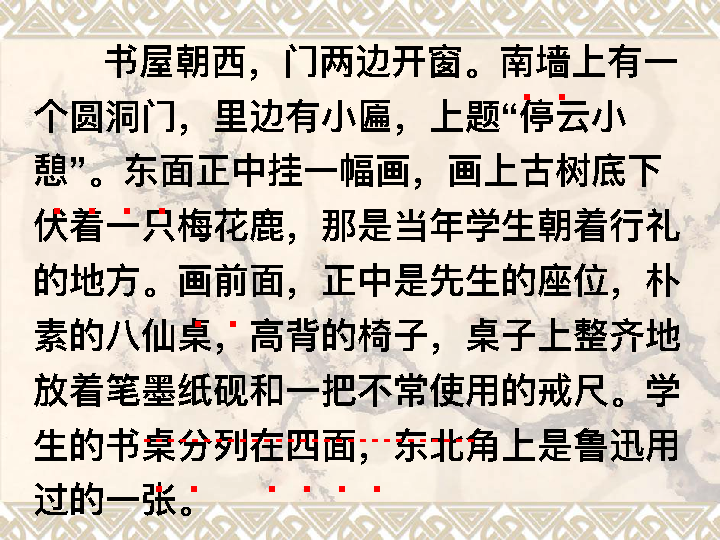 书屋朝西，门两边开窗。南墙上有一
个圆洞门，里边有小匾，上题“停云小
憩”。东面正中挂一幅画，画上古树底下
伏着一只梅花鹿，那是当年学生朝着行礼
的地方。画前面，正中是先生的座位，朴
素的八仙桌，高背的椅子，桌子上整齐地
放着笔墨纸砚和一把不常使用的戒尺。学
生的书桌分列在四面，东北角上是鲁迅用
过的一张。